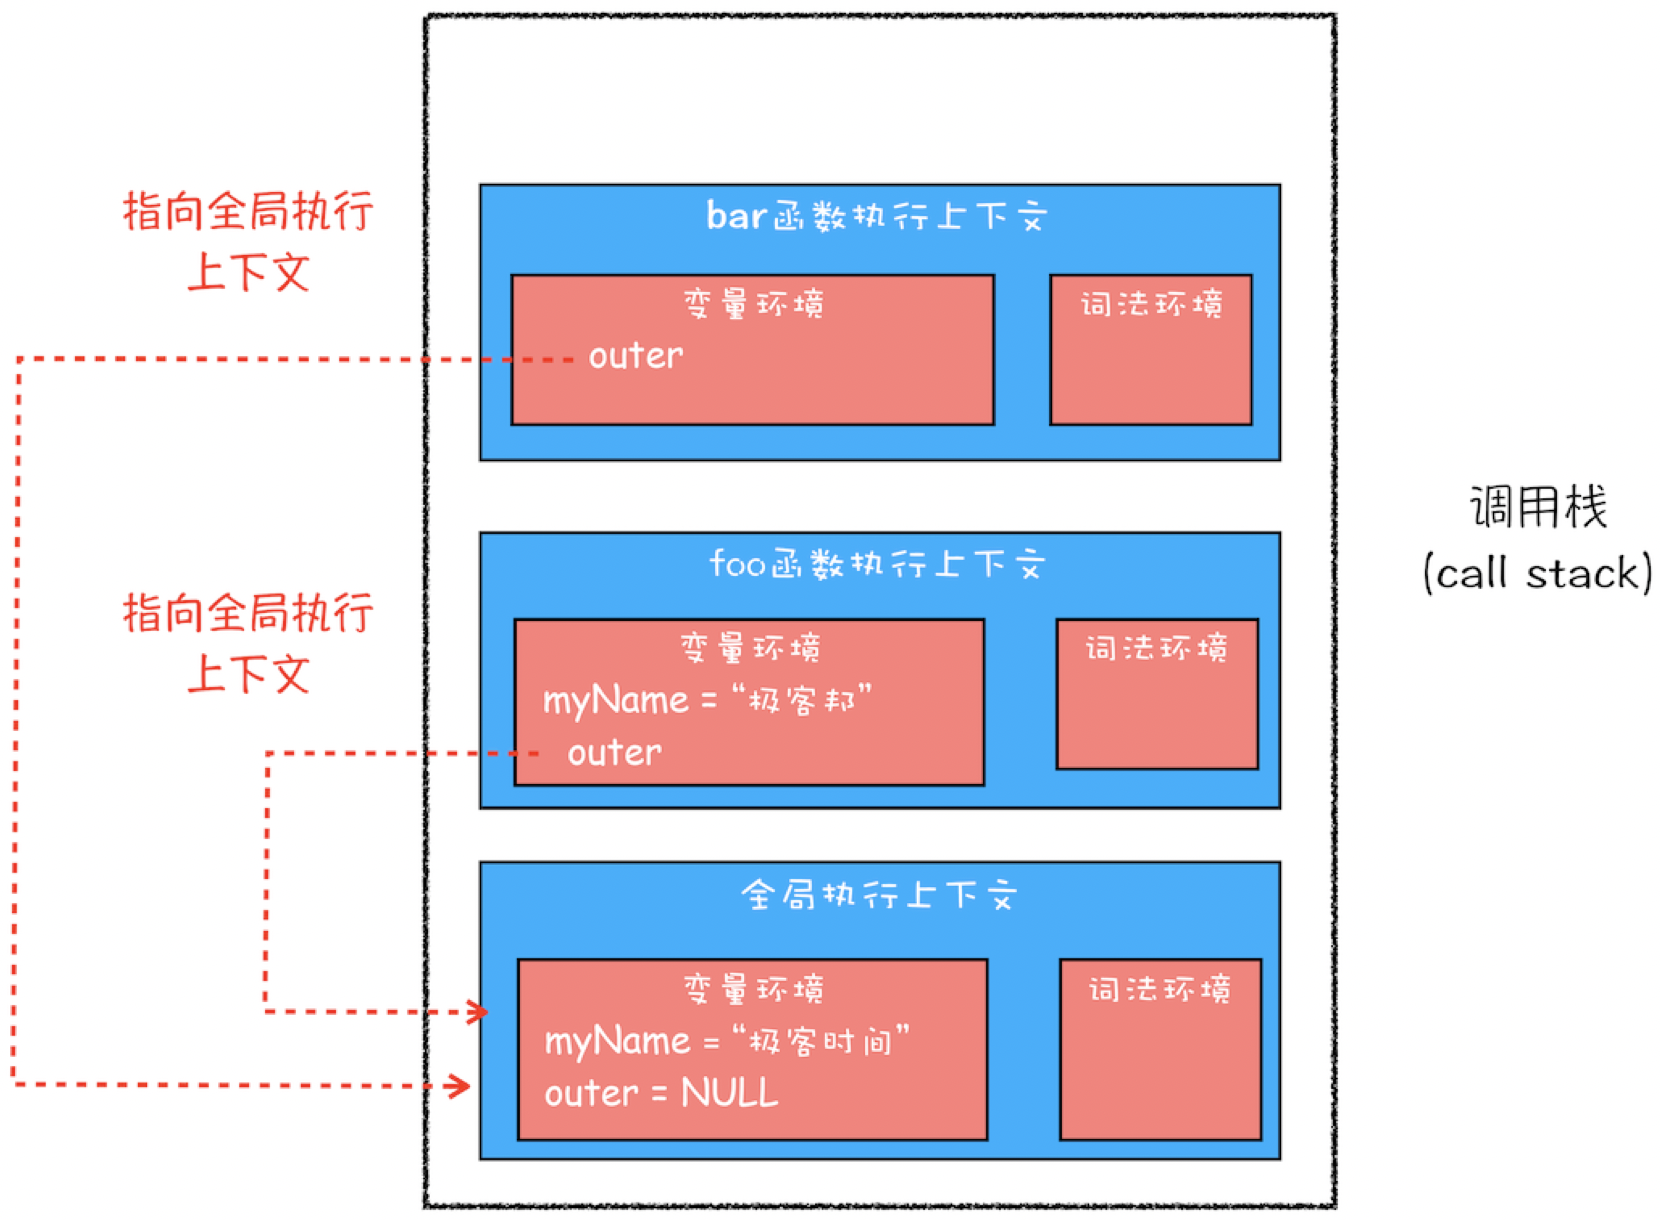 指向全局执行
上下文
bar函数执行上下文
变量环境
outer
词法环境
调用栈
(call stack)
指向全局执行
上下文
foo函数执行上下文
变量环境
myName = “极客邦”
outer
词法环境
全局执行上下文
变量环境
myName = “极客时间”
outer = NULL
词法环境